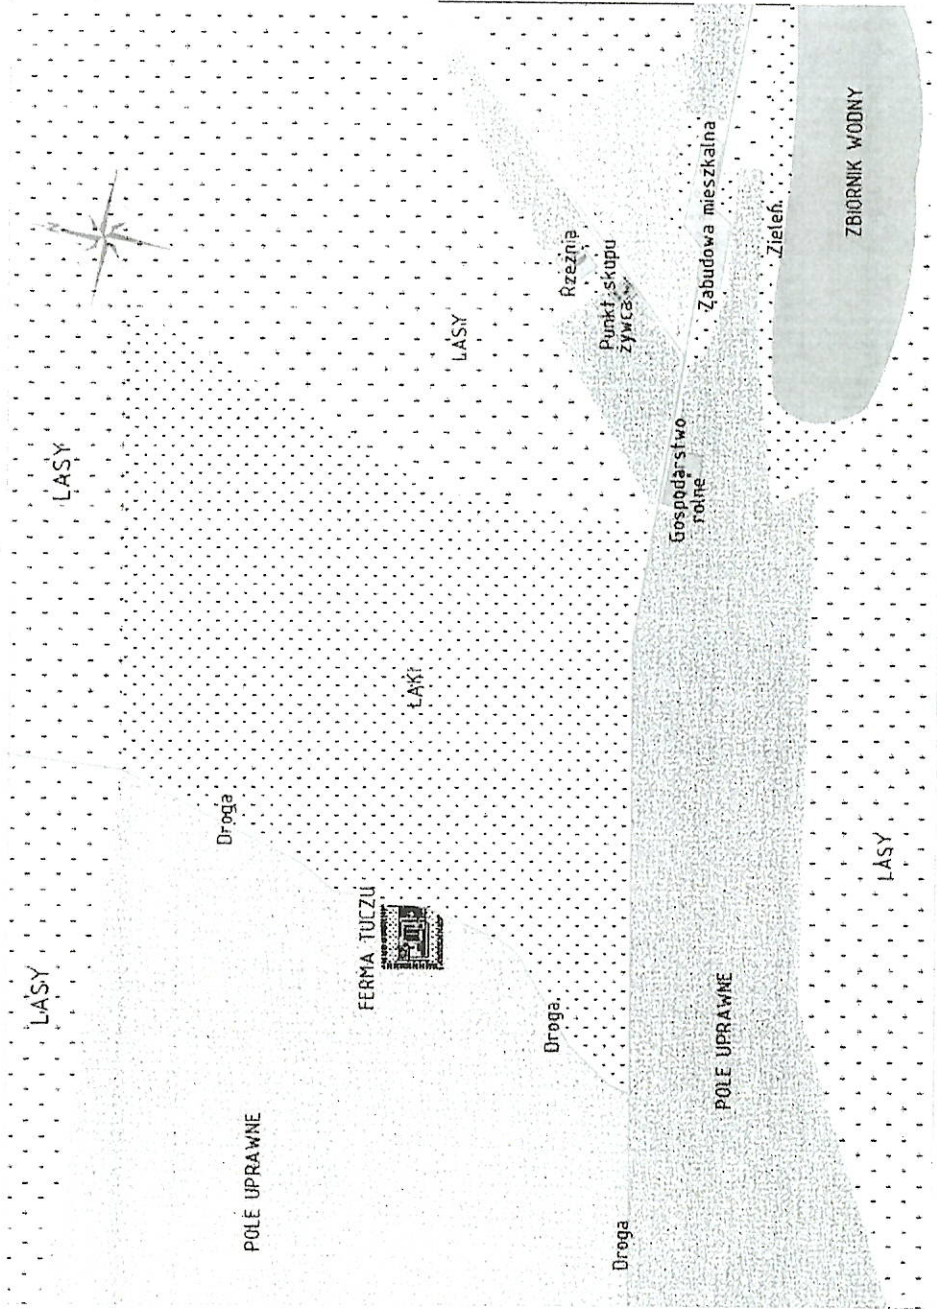 LASY
LASY
N
POLE UPRAWNE
Droga
FERMA TUCZU
ŁĄKI
LASY
Droga
Rzeźnia
Punkt skupu
żywca
Droga
Gospodarstwo
rolne
Zabudowa mieszkalna
POLE UPRAWNE
Zieleń
ZBIORNIK WODNY
LASY